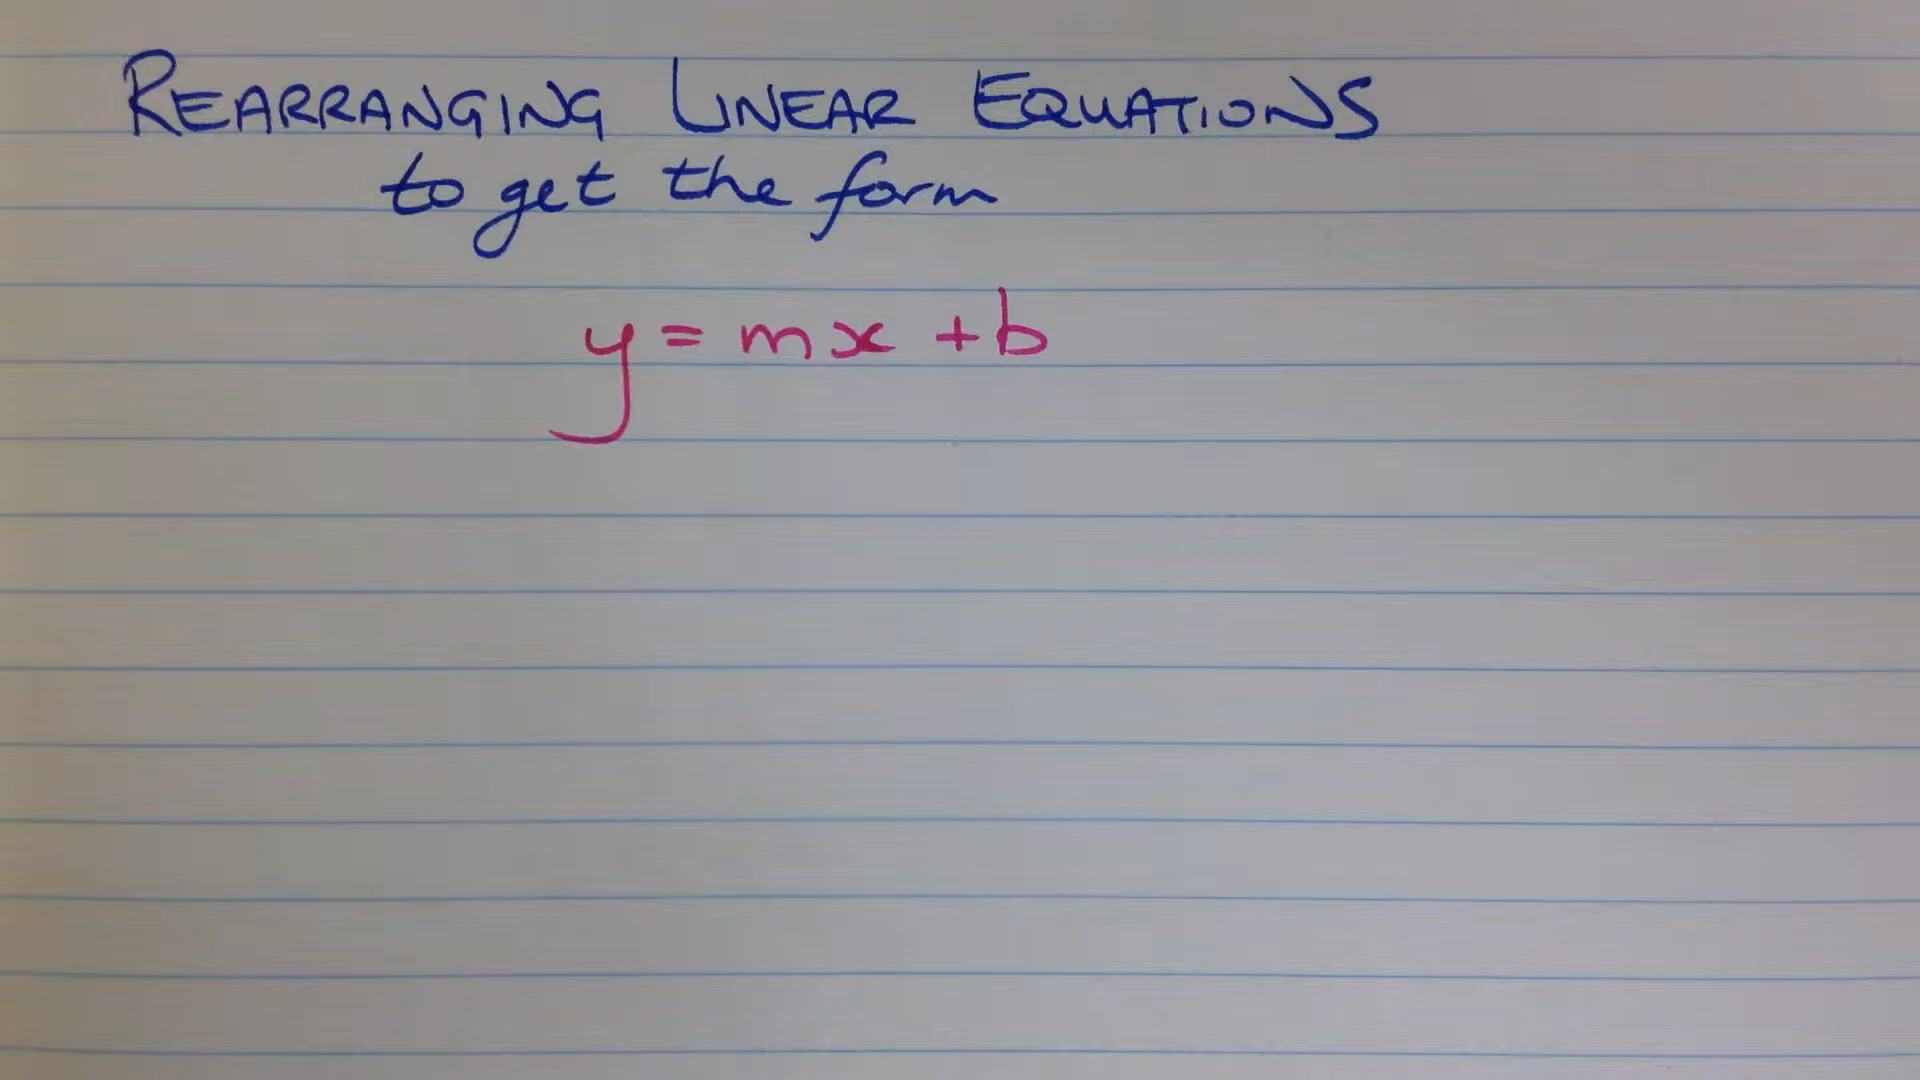 REARRANGING LINEAR EQUATIONS
to get the form
y = mx + b